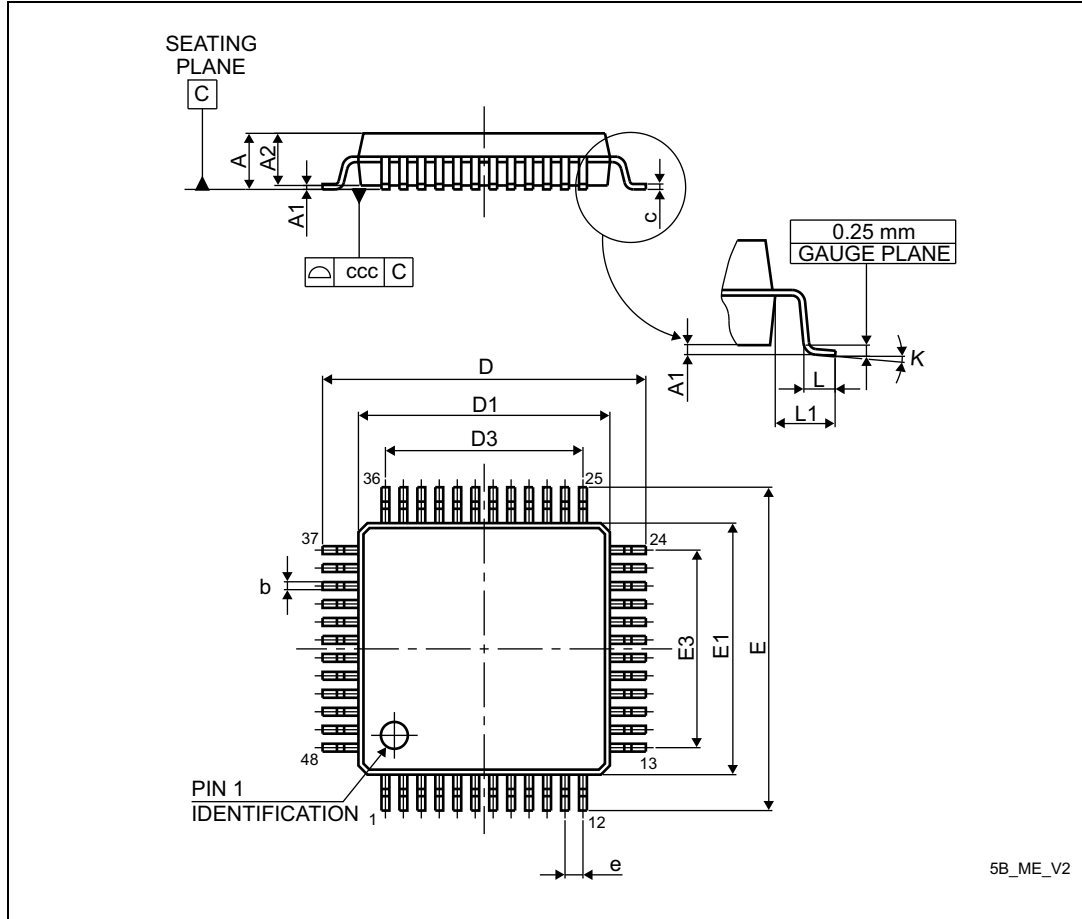 SEATING
PLANE
C
A
A2
A1
c
ccc C
0.25 mm
GAUGE PLANE
A1
K
L
L1
D
D1
D3
36
25
37
24
b
E3
E1
E
48
13
PIN 1
IDENTIFICATION
1
12
e
5B_ME_V2